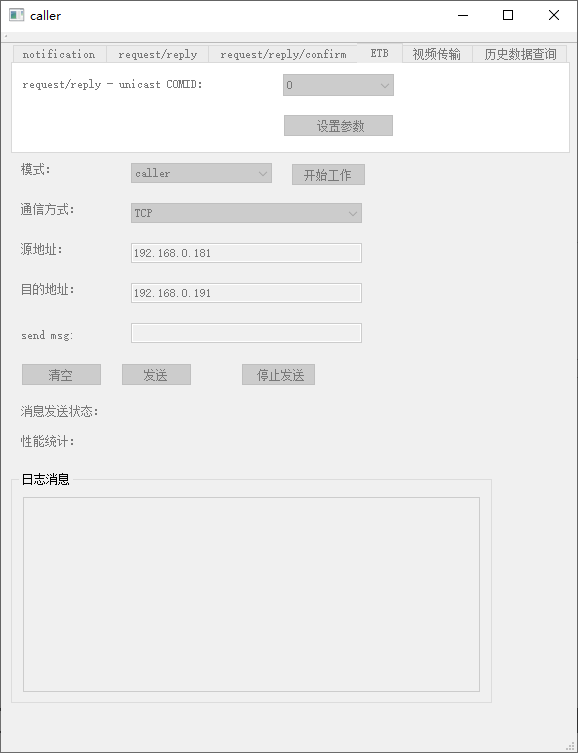 caller
notification request/reply request/reply/confirm ETB 视频传输 历史数据查询
request/reply - unicast COMID: 0
设置参数
模式: caller 开始工作
通信方式: TCP
源地址: 192.168.0.181
目的地址: 192.168.0.191
send msg:
清空 发送 停止发送
消息发送状态:
性能统计:
日志消息